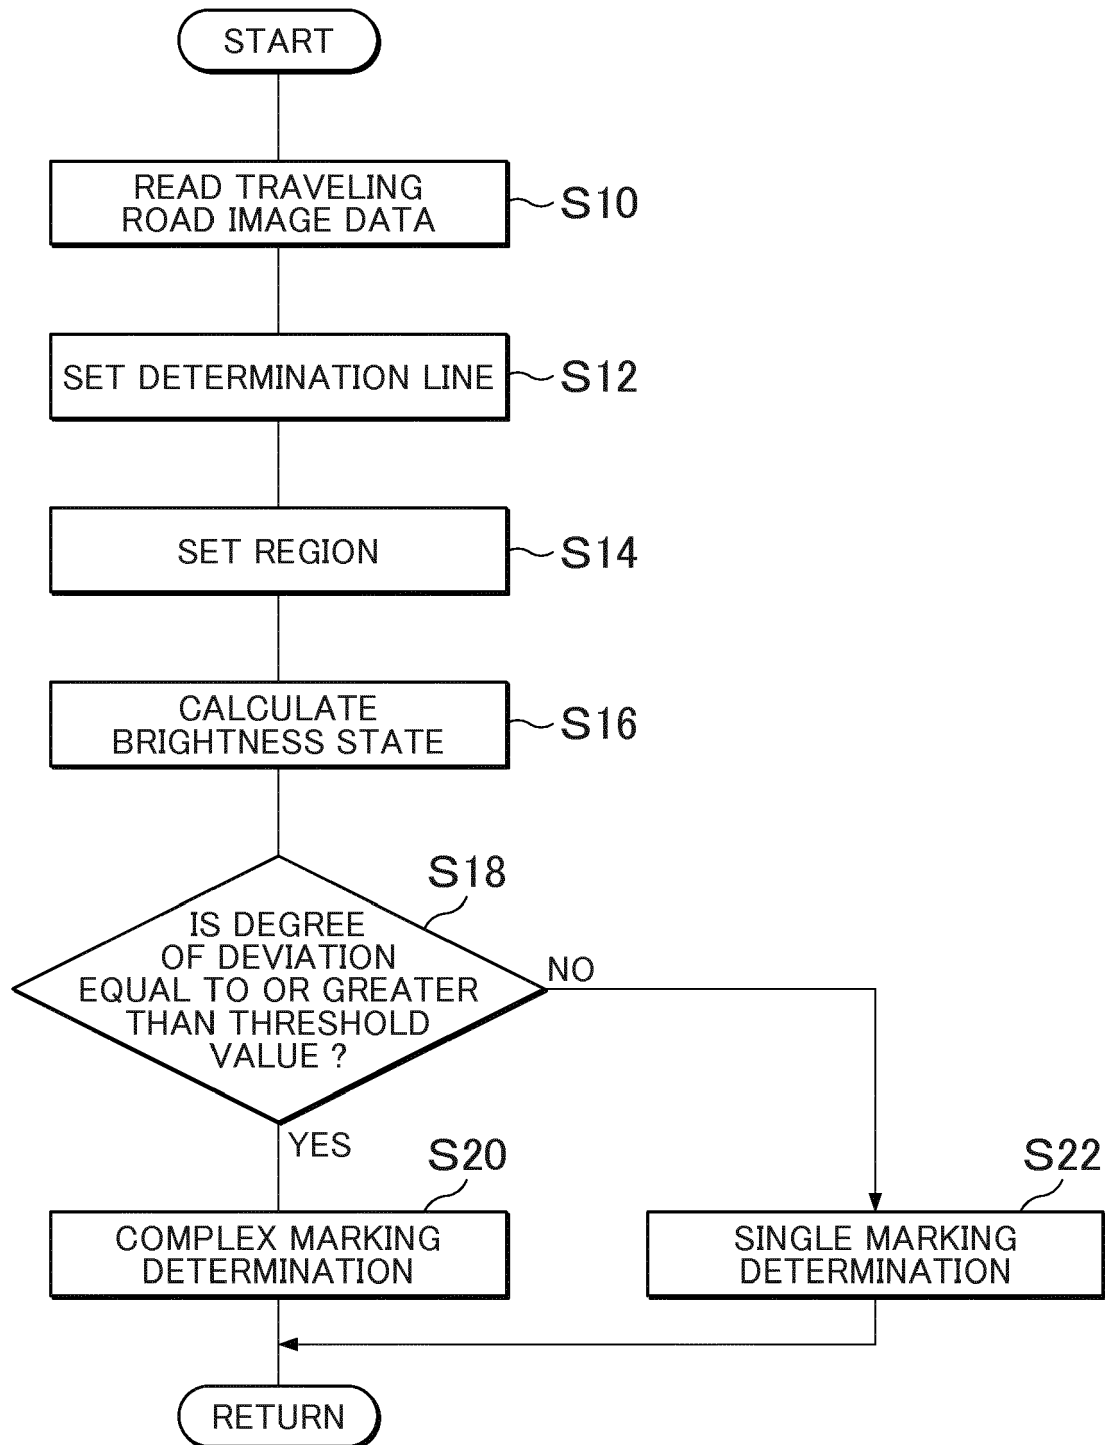 START
READ TRAVELING
ROAD IMAGE DATA
S10
SET DETERMINATION LINE
S12
SET REGION
S14
CALCULATE
BRIGHTNESS STATE
S16
S18
IS DEGREE
OF DEVIATION
EQUAL TO OR GREATER
THAN THRESHOLD
VALUE ?
NO
YES
S20
COMPLEX MARKING
DETERMINATION
S22
SINGLE MARKING
DETERMINATION
RETURN